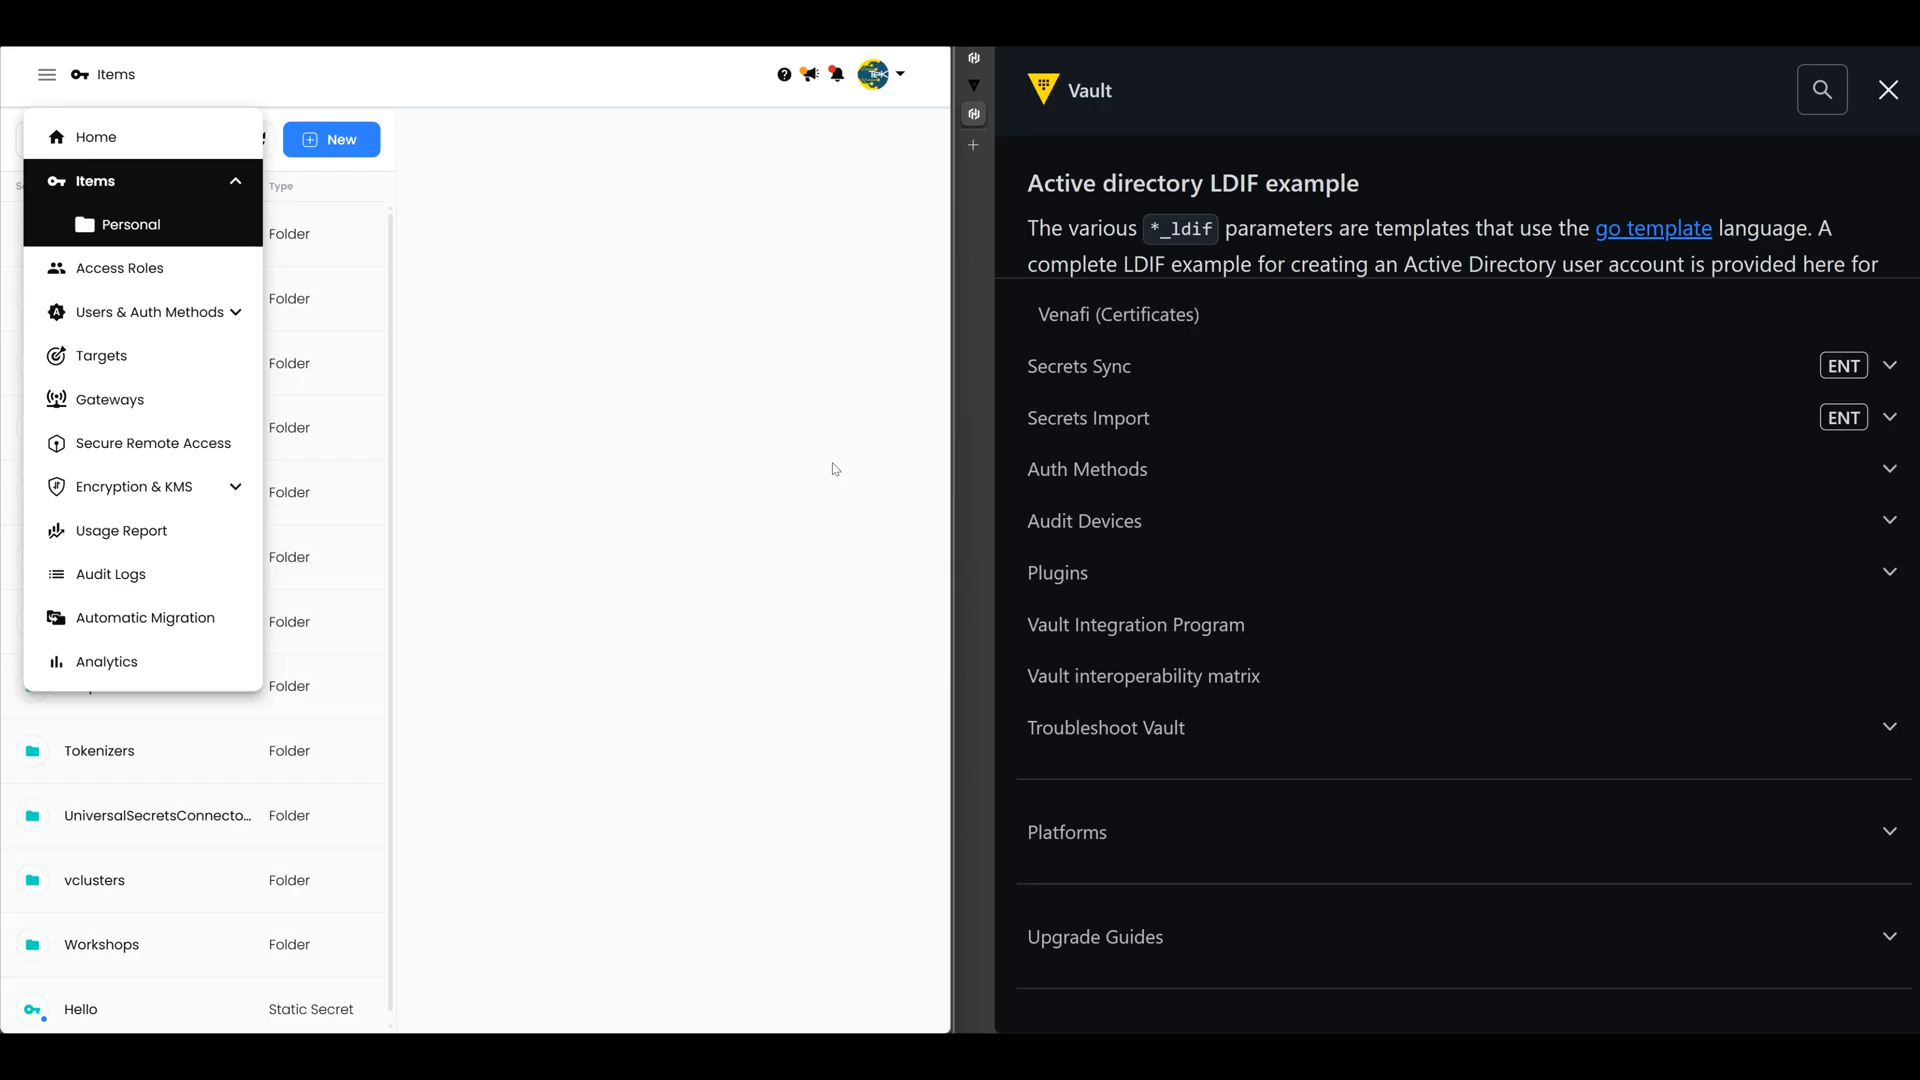 Items
Home
New
Items
Type
Personal
Folder
Access Roles
Folder
Users & Auth Methods
Targets
Folder
Gateways
Folder
Secure Remote Access
Encryption & KMS
Folder
Usage Report
Folder
Audit Logs
Automatic Migration
Folder
Analytics
Folder
Tokenizers
Folder
UniversalSecretsConnecto...
Folder
vclusters
Folder
Workshops
Folder
Hello
Static Secret
Vault
Active directory LDIF example
The various *_ldif parameters are templates that use the go template language. A
complete LDIF example for creating an Active Directory user account is provided here for
Venafi (Certificates)
Secrets Sync ENT
Secrets Import ENT
Auth Methods
Audit Devices
Plugins
Vault Integration Program
Vault interoperability matrix
Troubleshoot Vault
Platforms
Upgrade Guides